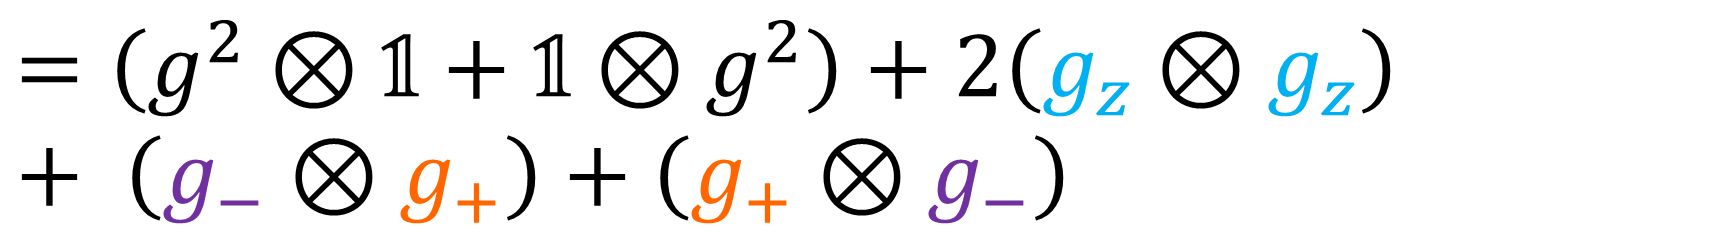 = (g² ⊗ 𝟙 + 𝟙 ⊗ g²) + 2(g_z ⊗ g_z)
+ (g₋ ⊗ g₊) + (g₊ ⊗ g₋)